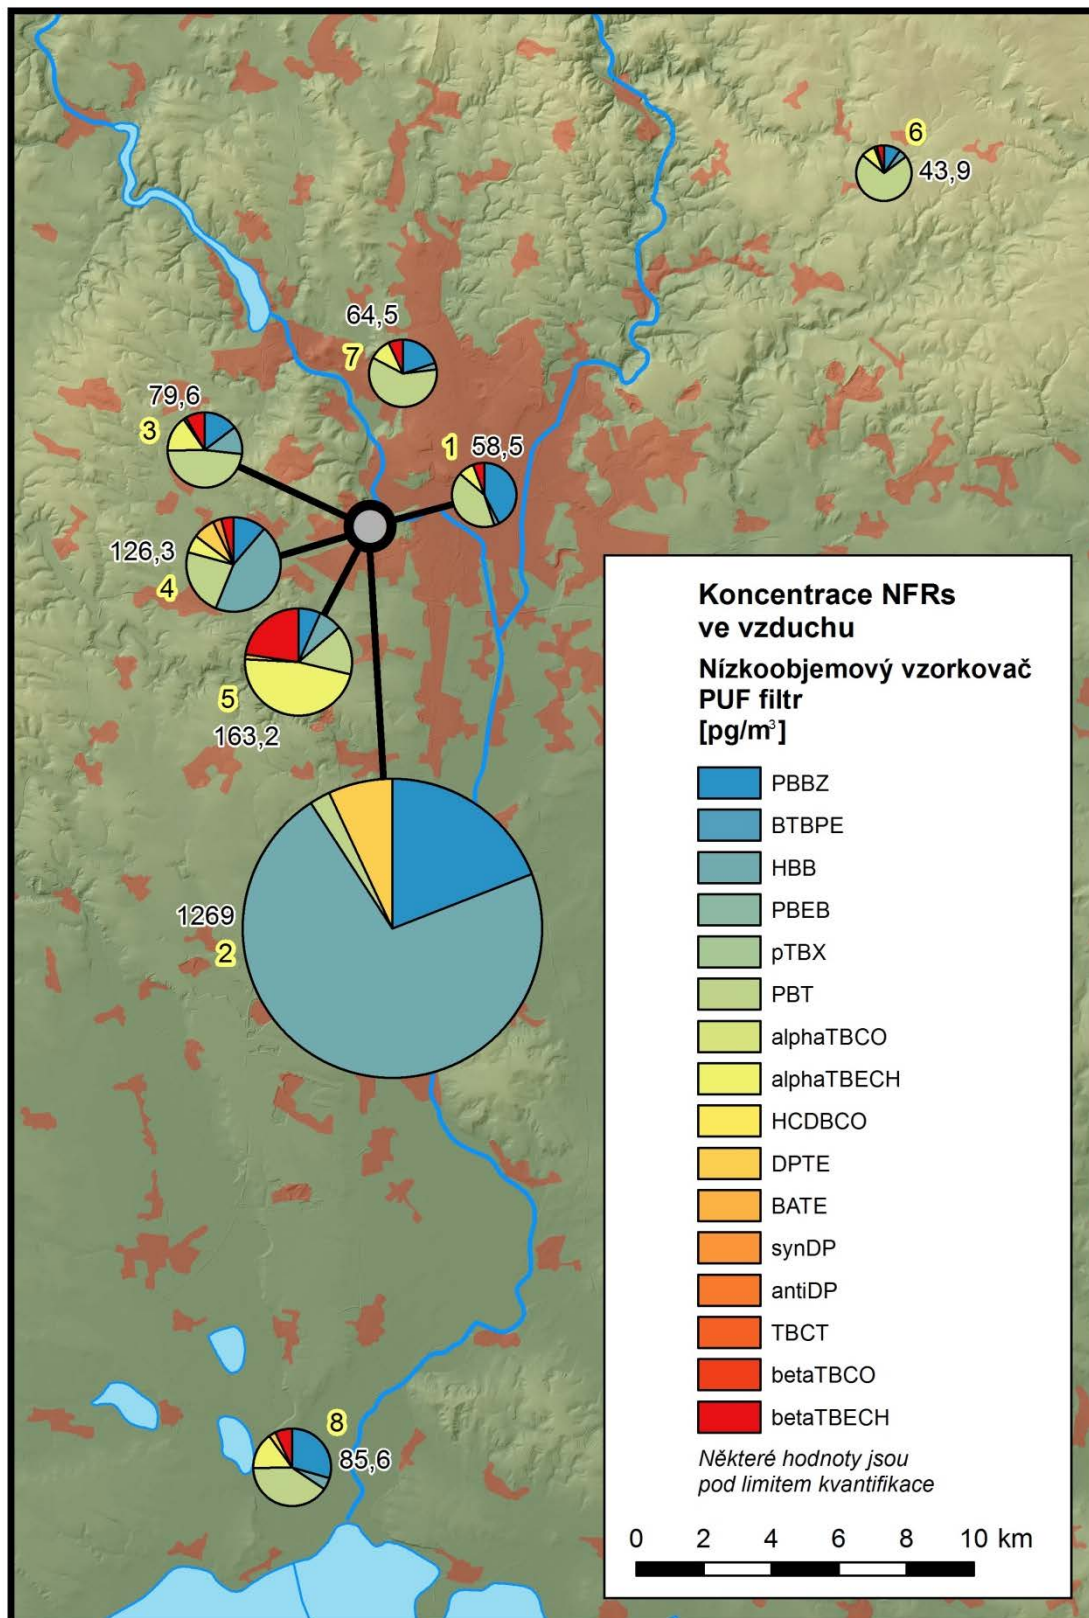 6
43,9
64,5
7
79,6
3
1
58,5
126,3
4
5
163,2
1269
2
8
85,6
Koncentrace NFRs
ve vzduchu
Nízkoobjemový vzorkovač
PUF filtr
[pg/m³]
PBBZ
BTBPE
HBB
PBEB
pTBX
PBT
alphaTBCO
alphaTBECH
HCDBCO
DPTE
BATE
synDP
antiDP
TBCT
betaTBCO
betaTBECH
Některé hodnoty jsou
pod limitem kvantifikace
0 2 4 6 8 10 km